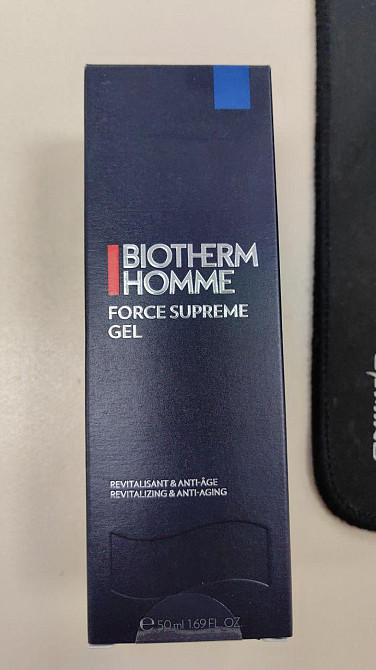 BIOTHERM
HOMME
FORCE SUPREME
GEL
REVITALISANT & ANTI-ÂGE
REVITALIZING & ANTI-AGING
e 50 ml 1.69 FL. OZ.